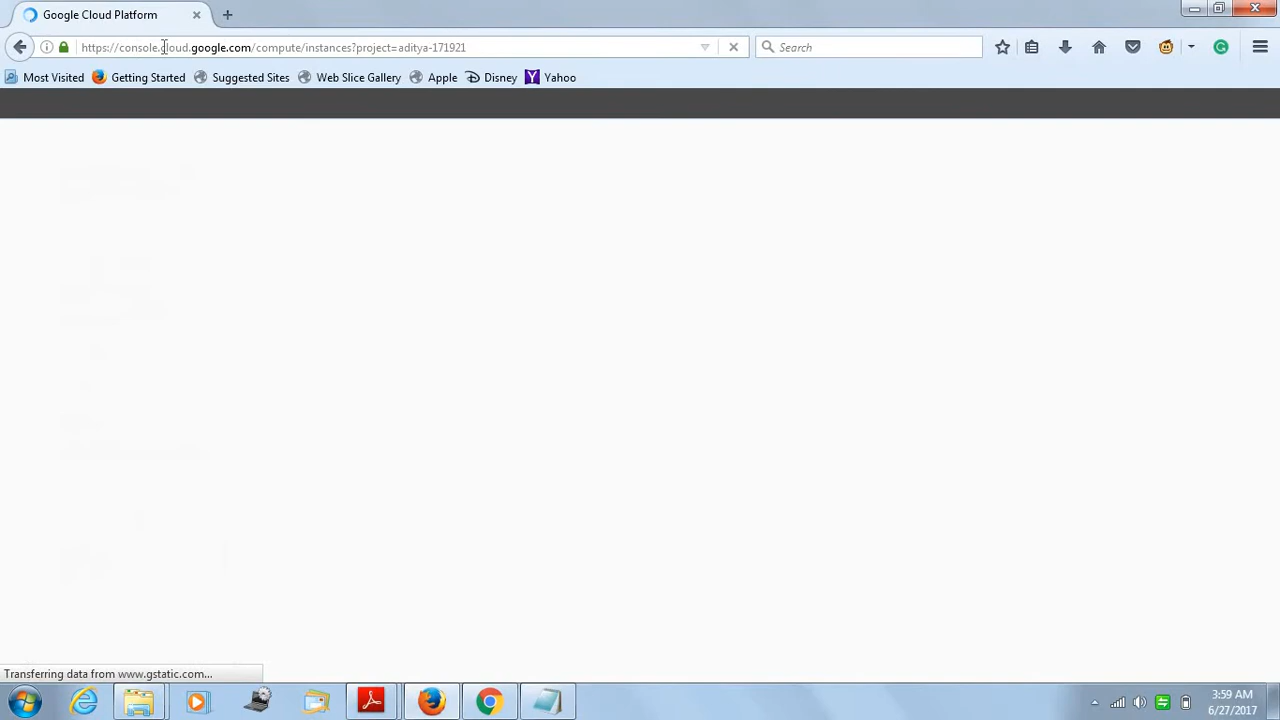 Google Cloud Platform
https://console.cloud.google.com/compute/instances?project=aditya-171921
Search
Most Visited
Getting Started
Suggested Sites
Web Slice Gallery
Apple
Disney
Yahoo
Transferring data from www.gstatic.com...
3:59 AM
6/27/2017